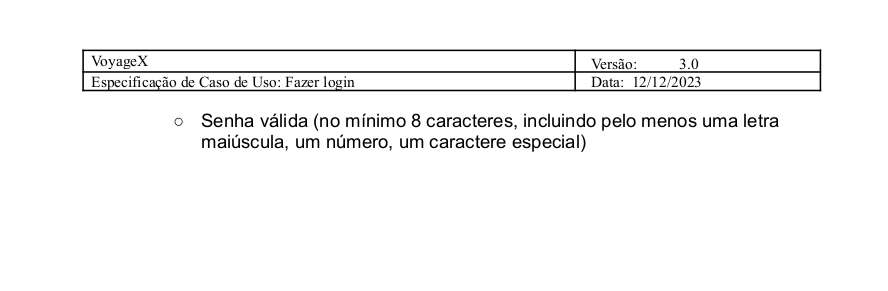 VoyageX
Versão: 3.0
Especificação de Caso de Uso: Fazer login
Data: 12/12/2023
○ Senha válida (no mínimo 8 caracteres, incluindo pelo menos uma letra
maiúscula, um número, um caractere especial)